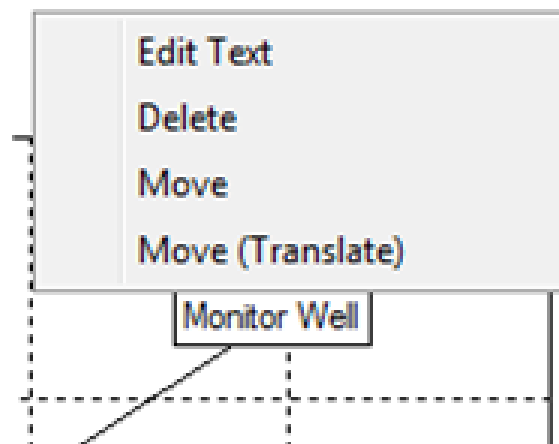 Edit Text
Delete
Move
Move (Translate)
Monitor Well